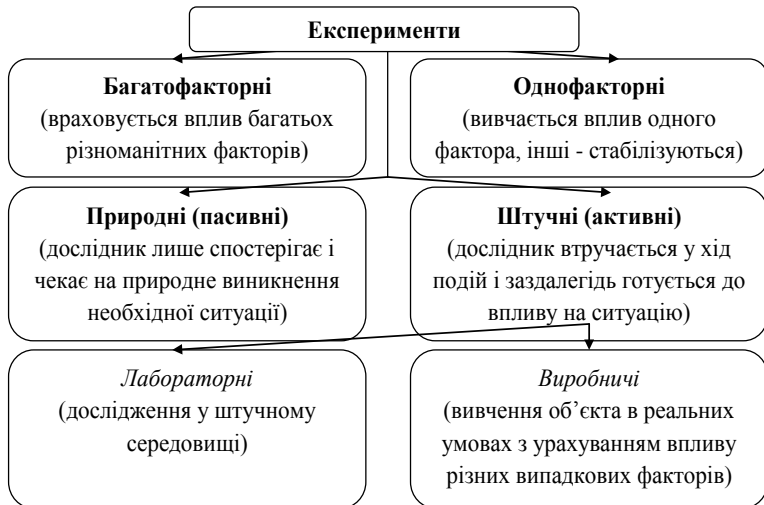 Експерименти
Багатофакторні
(враховується вплив багатьох
різноманітних факторів)
Однофакторні
(вивчається вплив одного
фактора, інші - стабілізуються)
Природні (пасивні)
(дослідник лише спостерігає і
чекає на природне виникнення
необхідної ситуації)
Штучні (активні)
(дослідник втручається у хід
подій і заздалегідь готується до
впливу на ситуацію)
Лабораторні
(дослідження у штучному
середовищі)
Виробничі
(вивчення об’єкта в реальних
умовах з урахуванням впливу
різних випадкових факторів)